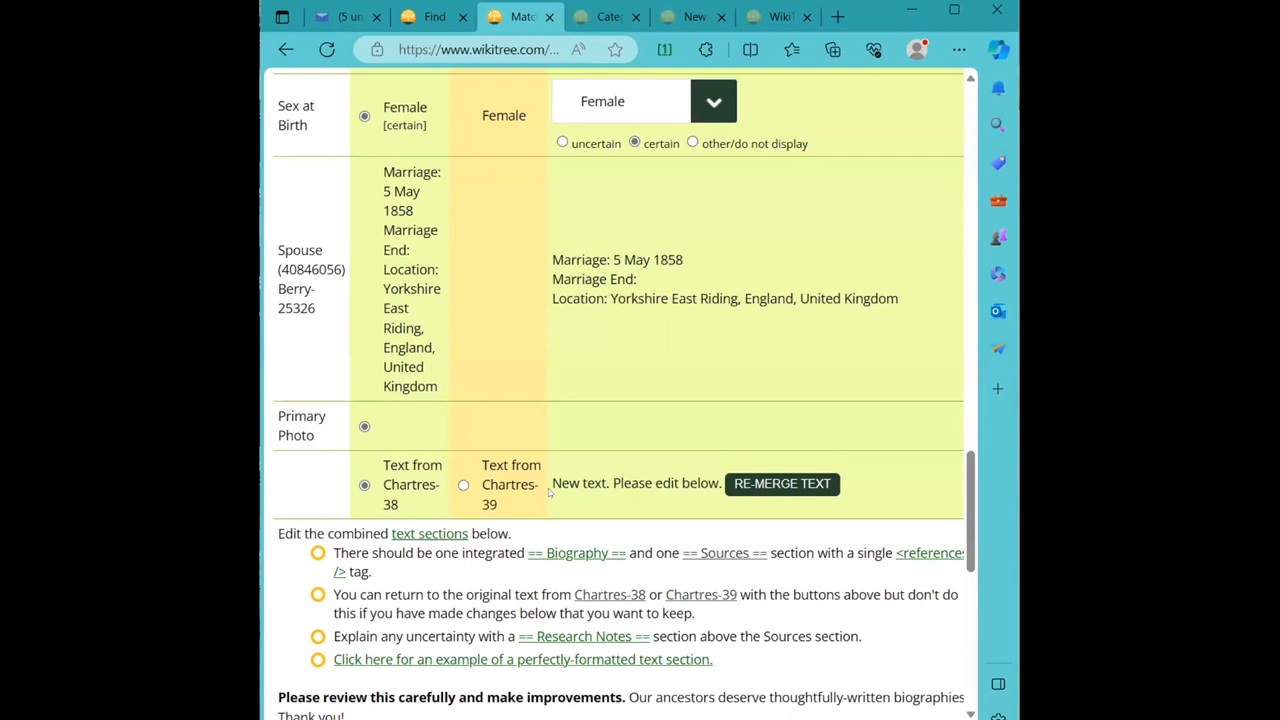 (5 un
Find
Matc
Cate
New
WikiT
https://www.wikitree.com/...
Sex at
Birth
Female
[certain]
Female
Female
uncertain
certain
other/do not display
Spouse
(40846056)
Berry-
25326
Marriage:
5 May
1858
Marriage
End:
Location:
Yorkshire
East
Riding,
England,
United
Kingdom
Marriage: 5 May 1858
Marriage End:
Location: Yorkshire East Riding, England, United Kingdom
Primary
Photo
Text from
Chartres-
38
Text from
Chartres-
39
New text. Please edit below.
RE-MERGE TEXT
Edit the combined text sections below.
There should be one integrated == Biography == and one == Sources == section with a single <references
/> tag.
You can return to the original text from Chartres-38 or Chartres-39 with the buttons above but don't do
this if you have made changes below that you want to keep.
Explain any uncertainty with a == Research Notes == section above the Sources section.
Click here for an example of a perfectly-formatted text section.
Please review this carefully and make improvements. Our ancestors deserve thoughtfully-written biographies
Thank you!